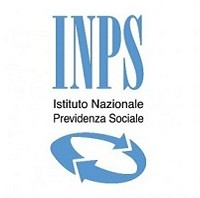 INPS
Istituto Nazionale
Previdenza Sociale